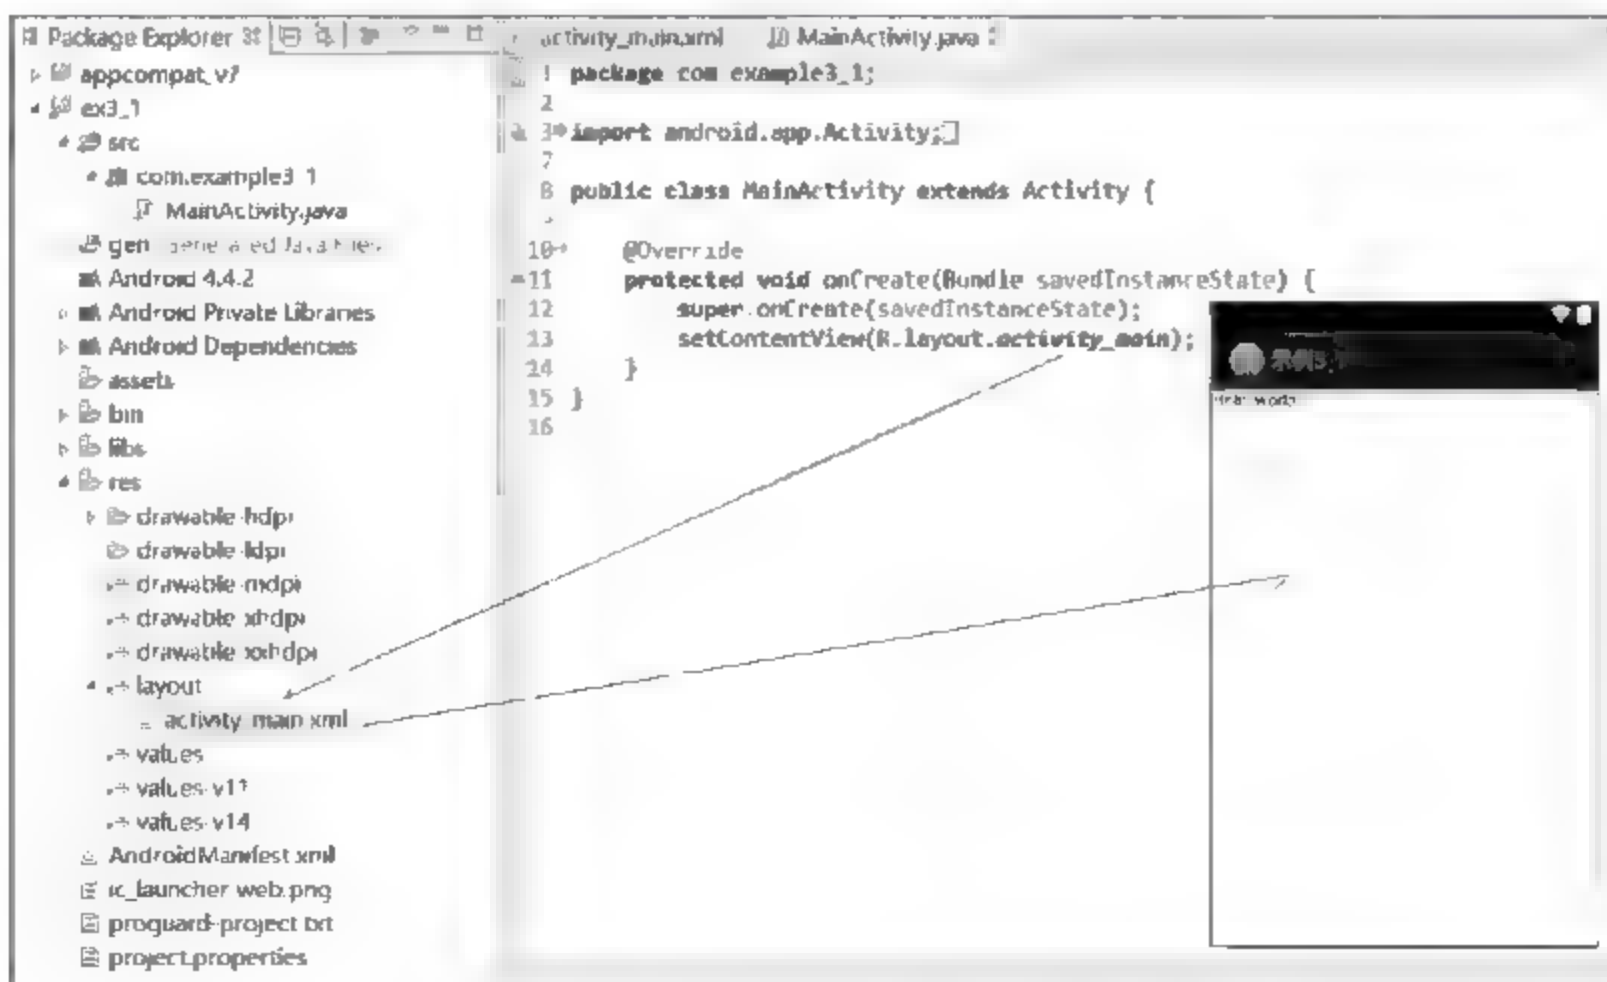 Package Explorer
appcompat_v7
ex3_1
src
com.example3_1
MainActivity.java
gen
Android 4.4.2
Android Private Libraries
Android Dependencies
assets
bin
libs
res
drawable-hdpi
drawable-ldpi
drawable-mdpi
drawable-xhdpi
drawable-xxhdpi
layout
activity_main.xml
values
values-v11
values-v14
AndroidManifest.xml
ic_launcher-web.png
proguard-project.txt
project.properties
activity_main.xml MainActivity.java
1 package com.example3_1;
2
3 import android.app.Activity;
7
8 public class MainActivity extends Activity {
10 @Override
11 protected void onCreate(Bundle savedInstanceState) {
12 super.onCreate(savedInstanceState);
13 setContentView(R.layout.activity_main);
14 }
15 }
16